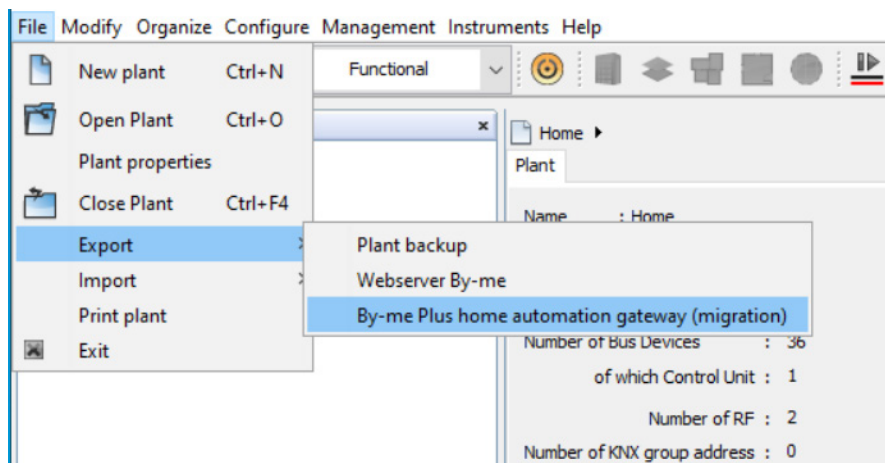 File Modify Organize Configure Management Instruments Help
New plant Ctrl+N
Functional
Open Plant Ctrl+O
Home
Plant properties
Plant
Close Plant Ctrl+F4
Name : Home
Export
Plant backup
Import
Webserver By-me
Print plant
By-me Plus home automation gateway (migration)
Exit
Number of Bus Devices : 36
of which Control Unit : 1
Number of RF : 2
Number of KNX group address : 0